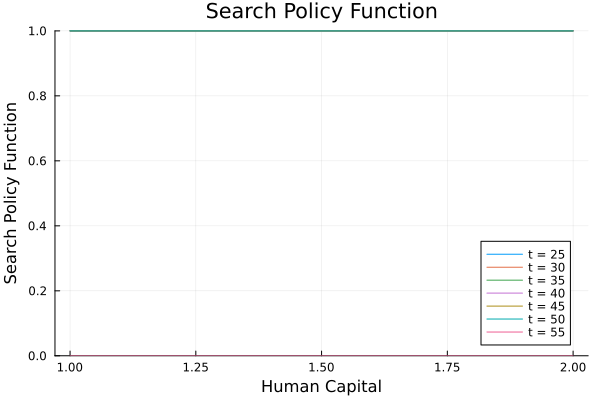 Search Policy Function
Search Policy Function
1.0
0.8
0.6
0.4
0.2
0.0
t = 25
t = 30
t = 35
t = 40
t = 45
t = 50
t = 55
1.00 1.25 1.50 1.75 2.00
Human Capital